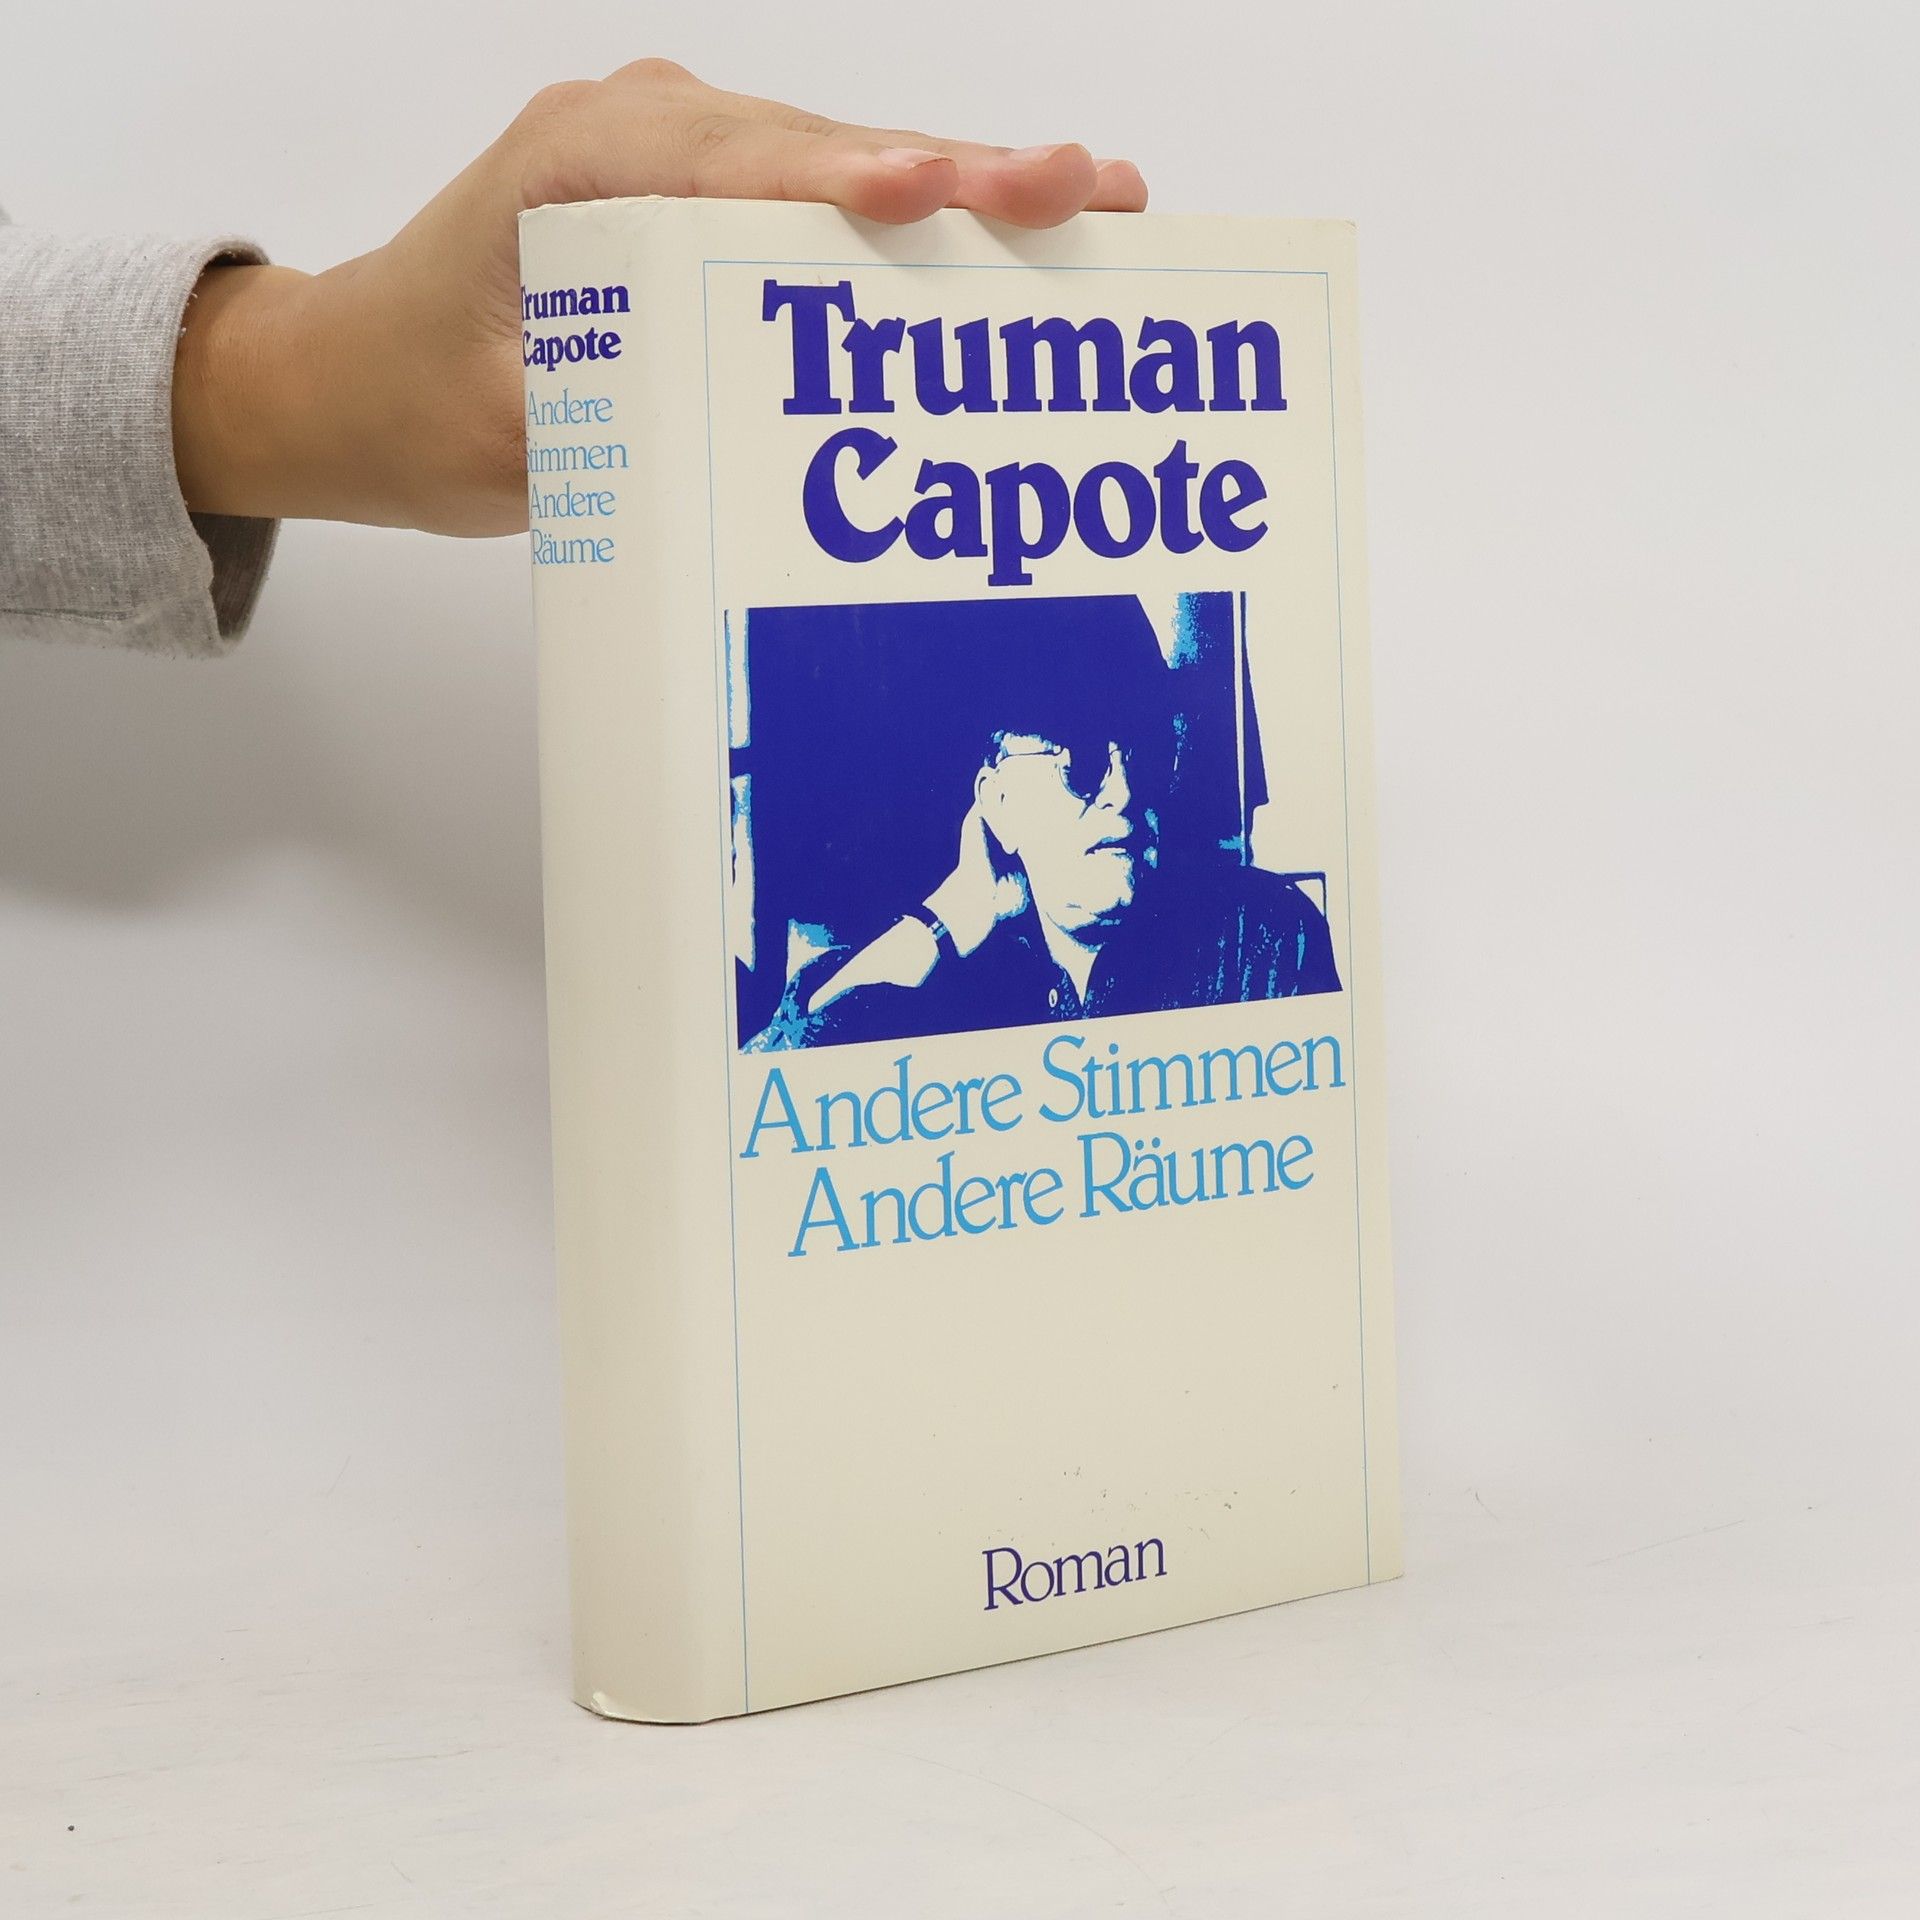 Truman
Capote
Andere
Stimmen
Andere
Räume
Truman
Capote
Andere Stimmen
Andere Räume
Roman